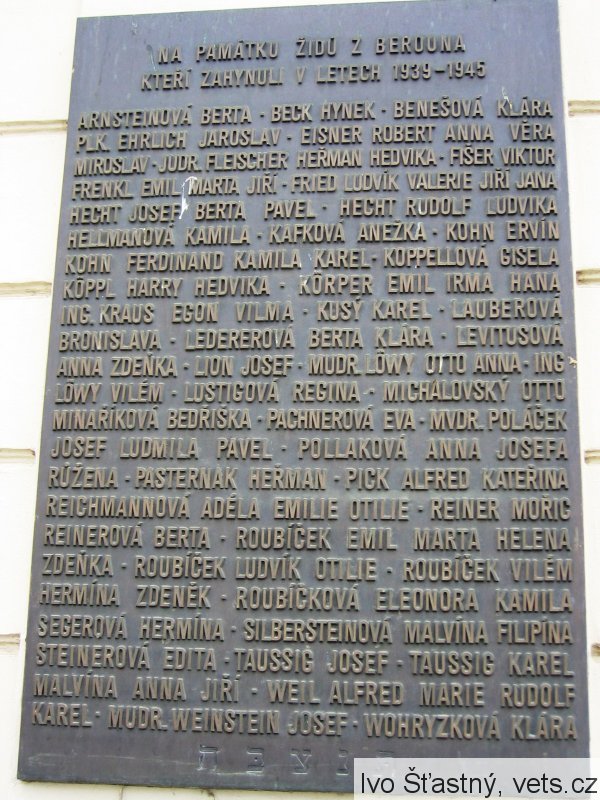 NA PAMÁTKU ŽIDŮ Z BEROUNA
KTEŘÍ ZAHYNULI V LETECH 1939-1945
ARNSTEINOVÁ BERTA · BECK HYNEK · BENEŠOVÁ KLÁRA
PLK. EHRLICH JAROSLAV · EISNER ROBERT ANNA VĚRA
MIROSLAV · JUDR. FLEISCHER HEŘMAN HEDVIKA · FIŠER VIKTOR
FRENKL EMIL MARTA JIŘÍ · FRIED LUDVÍK VALERIE JIŘÍ JANA
HECHT JOSEF BERTA PAVEL · HECHT RUDOLF LUDVIKA
HELLMANOVÁ KAMILA · KAFKOVÁ ANEŽKA · KOHN ERVÍN
KOHN FERDINAND KAMILA KAREL · KOPPELLOVÁ GISELA
KÖPPL HARRY HEDVIKA · KÖRPER EMIL IRMA HANA
ING. KRAUS EGON VILMA · KUSÝ KAREL · LAUBEROVÁ
BRONISLAVA · LEDEREROVÁ BERTA KLÁRA · LEVITUSOVÁ
ANNA ZDEŇKA · LION JOSEF · MUDR. LÖWY OTTO ANNA · ING
LÖWY VILÉM · LUSTIGOVÁ REGINA · MICHALOVSKÝ OTTO
MINAŘÍKOVÁ BEDŘIŠKA · PACHNEROVÁ EVA · MVDR. POLÁČEK
JOSEF LUDMILA PAVEL · POLLAKOVÁ ANNA JOSEFA
RŮŽENA · PASTERNAK HEŘMAN · PICK ALFRED KATEŘINA
REICHMANNOVÁ ADÉLA EMILIE OTILIE · REINER MOŘIC
REINEROVÁ BERTA · ROUBÍČEK EMIL MARTA HELENA
ZDEŇKA · ROUBÍČEK LUDVÍK OTILIE · ROUBÍČEK VILÉM
HERMÍNA ZDENĚK · ROUBÍČKOVÁ ELEONORA KAMILA
SEGEROVÁ HERMÍNA · SILBERSTEINOVÁ MALVÍNA FILIPÍNA
STEINEROVÁ EDITA · TAUSSIG JOSEF · TAUSSIG KAREL
MALVÍNA ANNA JIŘÍ · WEIL ALFRED MARIE RUDOLF
KAREL · MUDR. WEINSTEIN JOSEF · WOHRYZKOVÁ KLÁRA
Ivo Šťastný, vets.cz